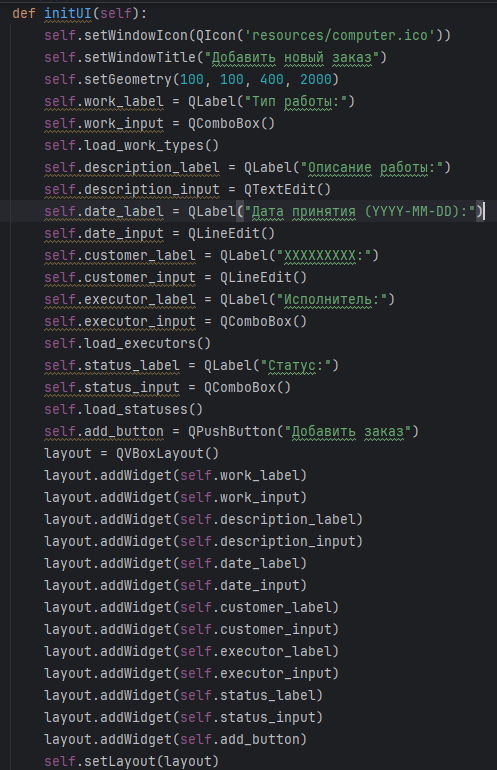 def initUI(self):
self.setWindowIcon(QIcon('resources/computer.ico'))
self.setWindowTitle("Добавить новый заказ")
self.setGeometry(100, 100, 400, 2000)
self.work_label = QLabel("Тип работы:")
self.work_input = QComboBox()
self.load_work_types()
self.description_label = QLabel("Описание работы:")
self.description_input = QTextEdit()
self.date_label = QLabel("Дата принятия (YYYY-MM-DD):")
self.date_input = QLineEdit()
self.customer_label = QLabel("XXXXXXXXX:")
self.customer_input = QLineEdit()
self.executor_label = QLabel("Исполнитель:")
self.executor_input = QComboBox()
self.load_executors()
self.status_label = QLabel("Статус:")
self.status_input = QComboBox()
self.load_statuses()
self.add_button = QPushButton("Добавить заказ")
layout = QVBoxLayout()
layout.addWidget(self.work_label)
layout.addWidget(self.work_input)
layout.addWidget(self.description_label)
layout.addWidget(self.description_input)
layout.addWidget(self.date_label)
layout.addWidget(self.date_input)
layout.addWidget(self.customer_label)
layout.addWidget(self.customer_input)
layout.addWidget(self.executor_label)
layout.addWidget(self.executor_input)
layout.addWidget(self.status_label)
layout.addWidget(self.status_input)
layout.addWidget(self.add_button)
self.setLayout(layout)